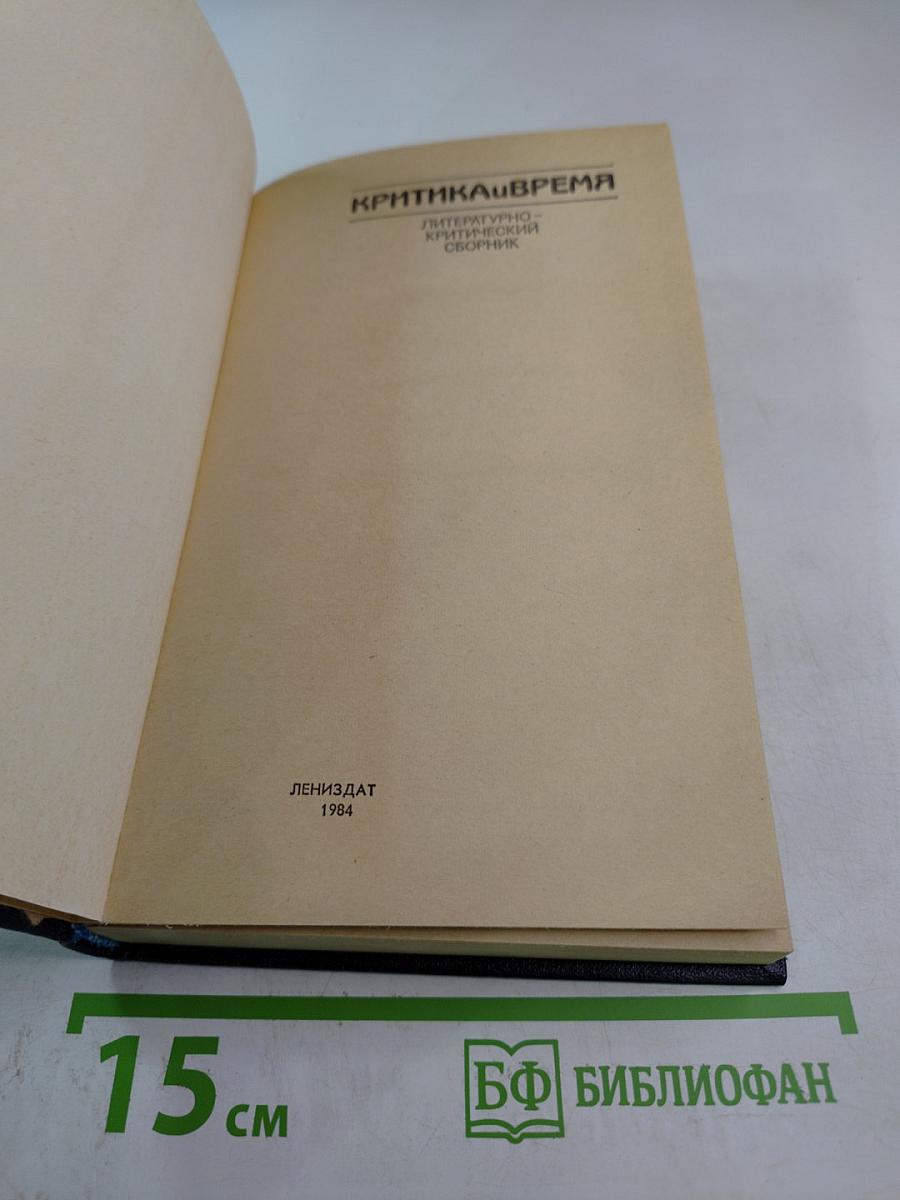 КРИТИКАиВРЕМЯ
ЛИТЕРАТУРНО-
КРИТИЧЕСКИЙ
СБОРНИК
ЛЕНИЗДАТ
1984
15 см
БФ БИБЛИОФАН